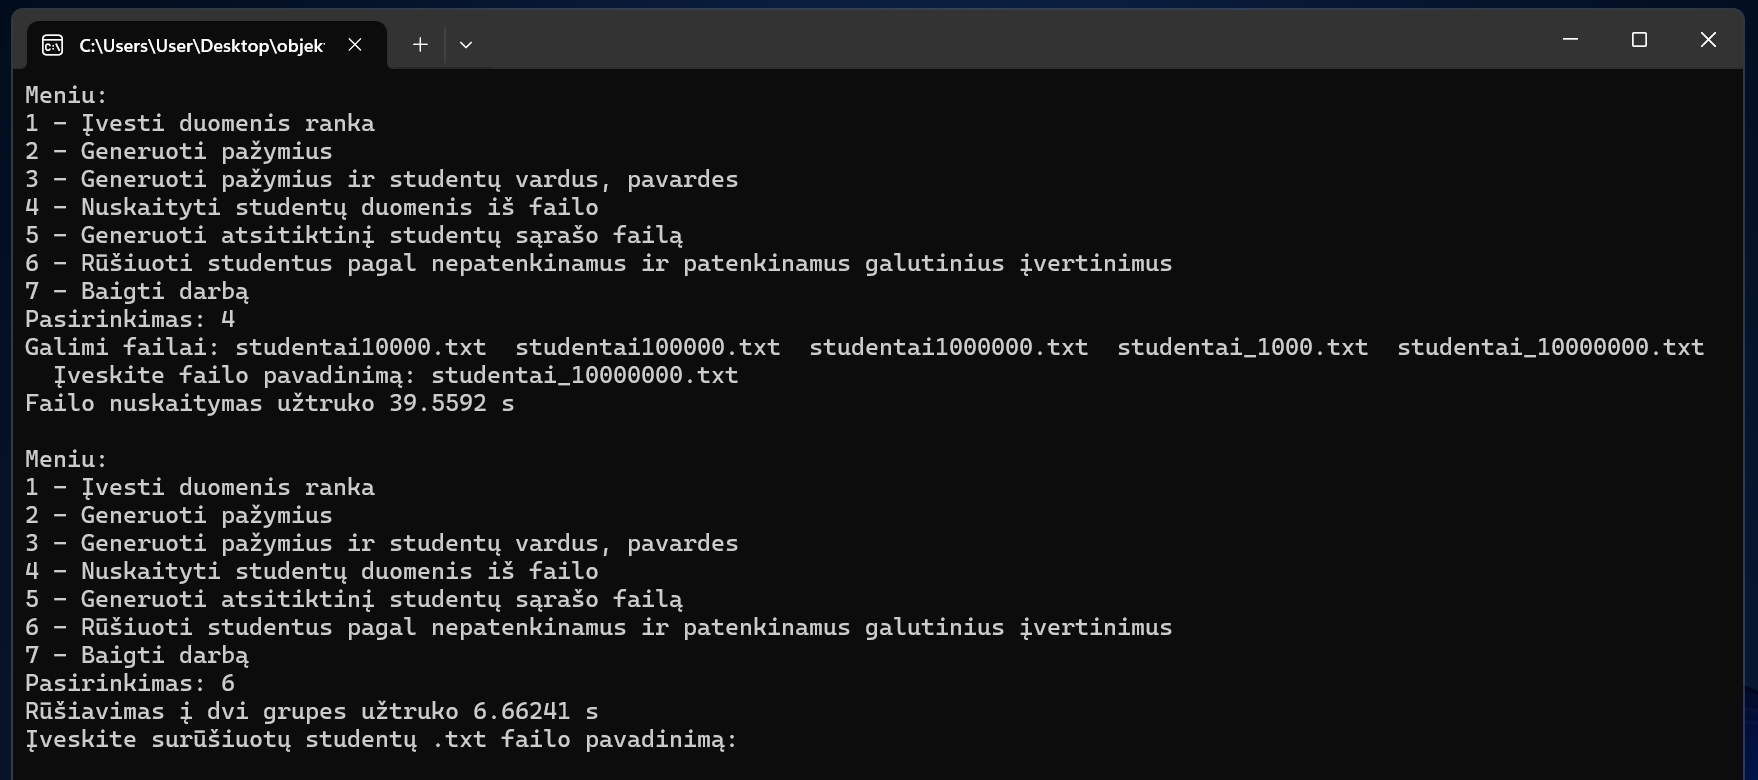 C:\Users\User\Desktop\objek
Meniu:
1 - Įvesti duomenis ranka
2 - Generuoti pažymius
3 - Generuoti pažymius ir studentų vardus, pavardes
4 - Nuskaityti studentų duomenis iš failo
5 - Generuoti atsitiktinį studentų sąrašo failą
6 - Rūšiuoti studentus pagal nepatenkinamus ir patenkinamus galutinius įvertinimus
7 - Baigti darbą
Pasirinkimas: 4
Galimi failai: studentai10000.txt  studentai100000.txt  studentai1000000.txt  studentai_1000.txt  studentai_10000000.txt
  Įveskite failo pavadinimą: studentai_10000000.txt
Failo nuskaitymas užtruko 39.5592 s
Meniu:
1 - Įvesti duomenis ranka
2 - Generuoti pažymius
3 - Generuoti pažymius ir studentų vardus, pavardes
4 - Nuskaityti studentų duomenis iš failo
5 - Generuoti atsitiktinį studentų sąrašo failą
6 - Rūšiuoti studentus pagal nepatenkinamus ir patenkinamus galutinius įvertinimus
7 - Baigti darbą
Pasirinkimas: 6
Rūšiavimas į dvi grupes užtruko 6.66241 s
Įveskite surūšiuotų studentų .txt failo pavadinimą: